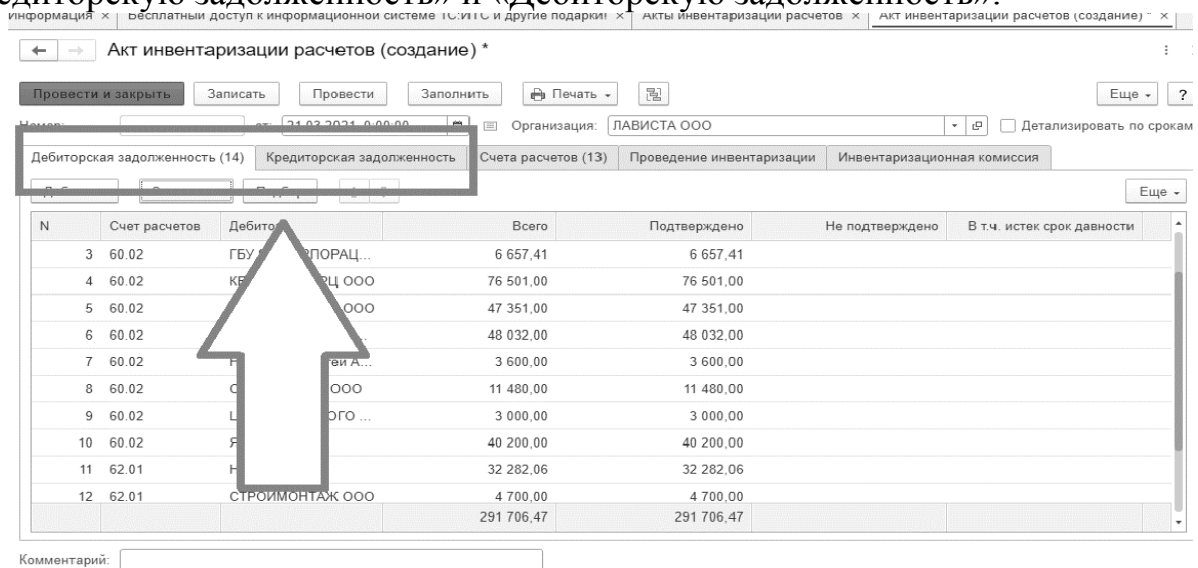 едиторскую задолженность» и «Дебиторскую задолженность».
информация × Бесплатный доступ к информационной системе 1С:ИТС и другие подарки! × Акты инвентаризации расчетов × Акт инвентаризации расчетов (создание) * ×
← → Акт инвентаризации расчетов (создание) *
Провести и закрыть Записать Провести Заполнить Печать Еще ?
от: 21.03.2021 0:00:00 Организация: ЛАВИСТА ООО Детализировать по срокам
Дебиторская задолженность (14) Кредиторская задолженность Счета расчетов (13) Проведение инвентаризации Инвентаризационная комиссия
Еще
N Счет расчетов Всего Подтверждено Не подтверждено В т.ч. истек срок давности
3 60.02 ГБУ 6 657,41 6 657,41
4 60.02 ООО 76 501,00 76 501,00
5 60.02 ООО 47 351,00 47 351,00
6 60.02 48 032,00 48 032,00
7 60.02 3 600,00 3 600,00
8 60.02 ООО 11 480,00 11 480,00
9 60.02 3 000,00 3 000,00
10 60.02 40 200,00 40 200,00
11 62.01 32 282,06 32 282,06
12 62.01 СТРОЙМОНТАЖ ООО 4 700,00 4 700,00
291 706,47 291 706,47
Комментарий: